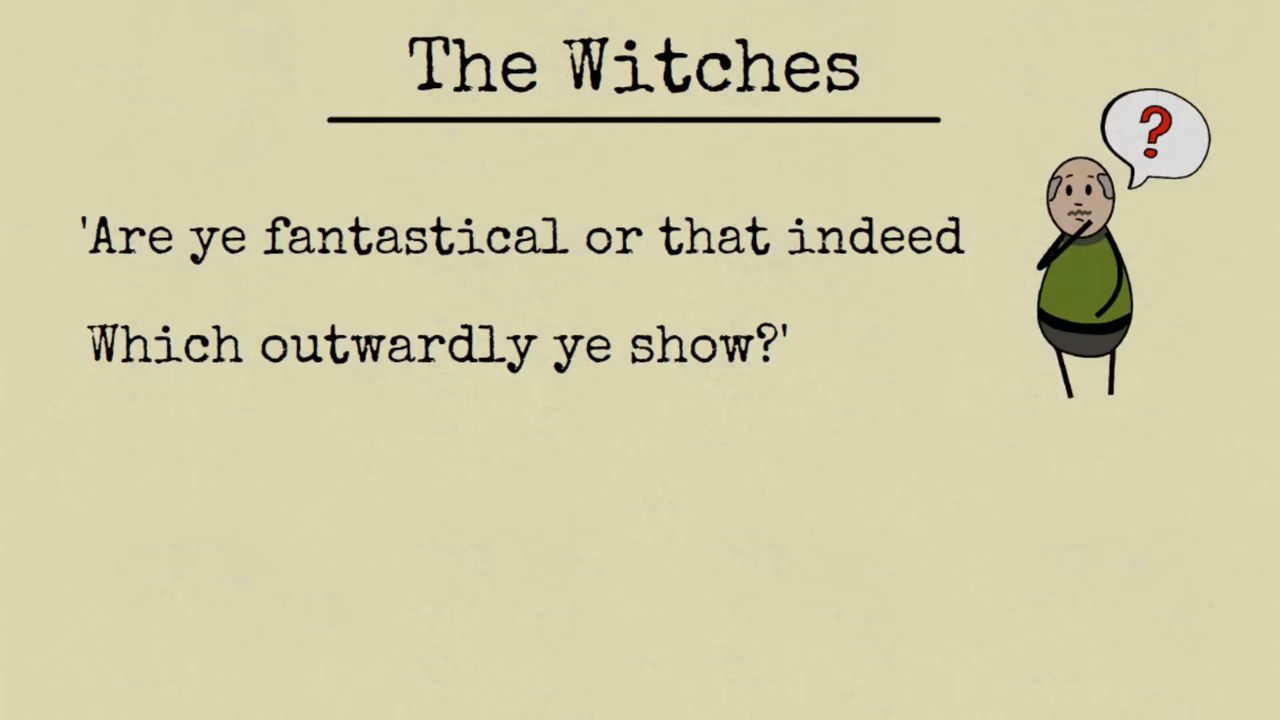 The Witches
?
'Are ye fantastical or that indeed
Which outwardly ye show?'